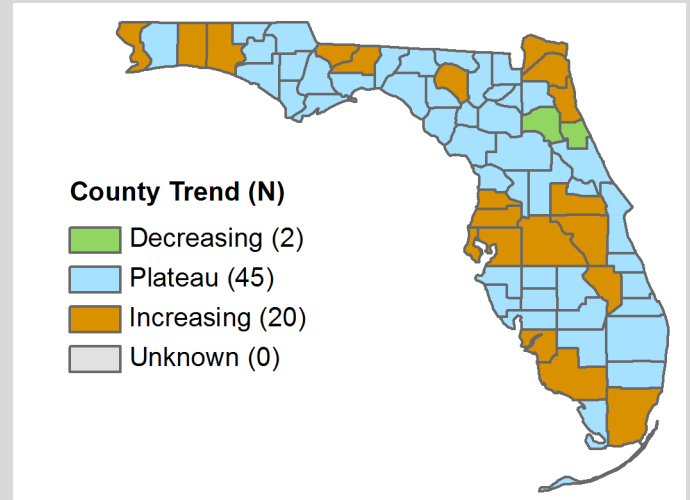 County Trend (N)
Decreasing (2)
Plateau (45)
Increasing (20)
Unknown (0)